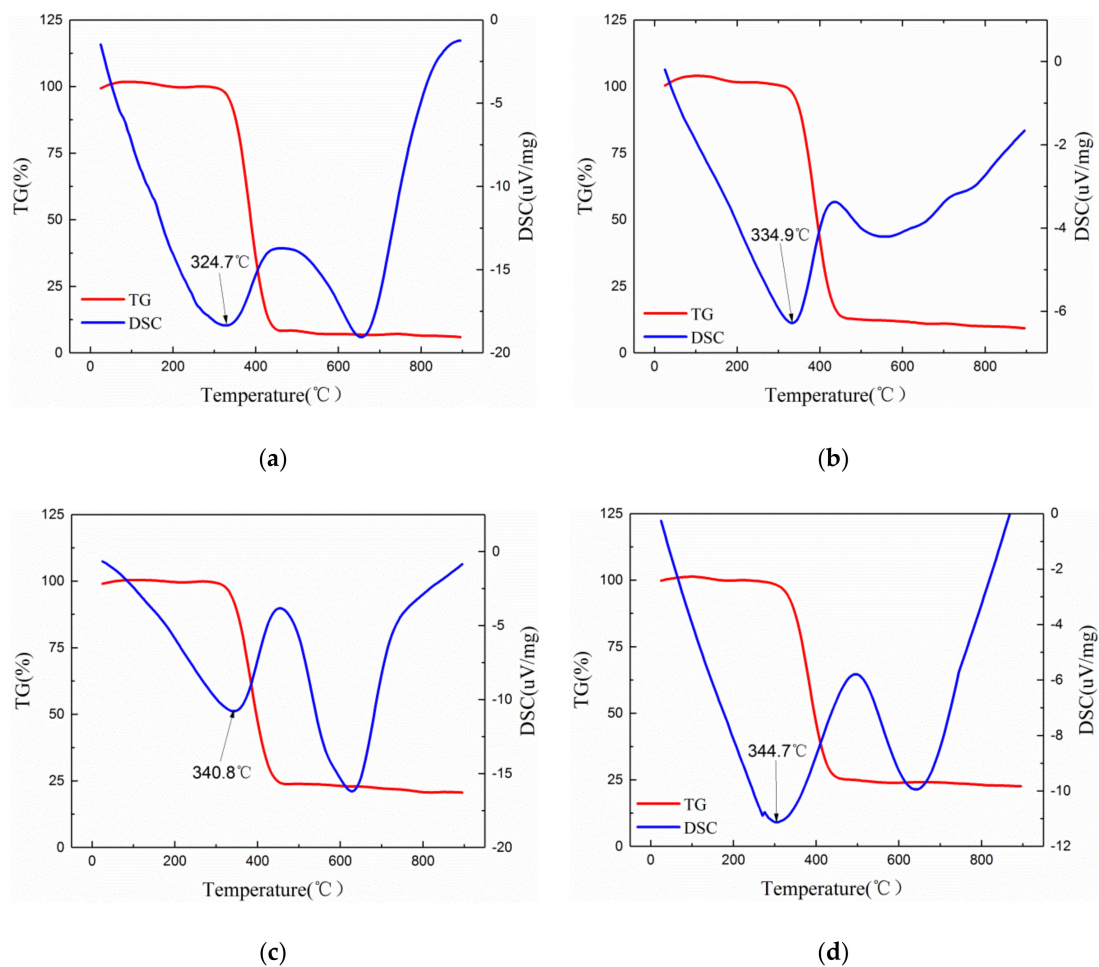 125
100
75
50
25
0
TG(%)
0
-5
-10
-15
-20
DSC(uV/mg)
324.7℃
TG
DSC
0 200 400 600 800
Temperature(℃)
(a)
125
100
75
50
25
0
TG(%)
0
-2
-4
-6
DSC(uV/mg)
334.9℃
TG
DSC
0 200 400 600 800
Temperature(℃)
(b)
125
100
75
50
25
0
TG(%)
0
-5
-10
-15
-20
DSC(uV/mg)
340.8℃
0 200 400 600 800
Temperature(℃)
(c)
125
100
75
50
25
0
TG(%)
0
-2
-4
-6
-8
-10
-12
DSC(uV/mg)
344.7℃
TG
DSC
0 200 400 600 800
Temperature(℃)
(d)